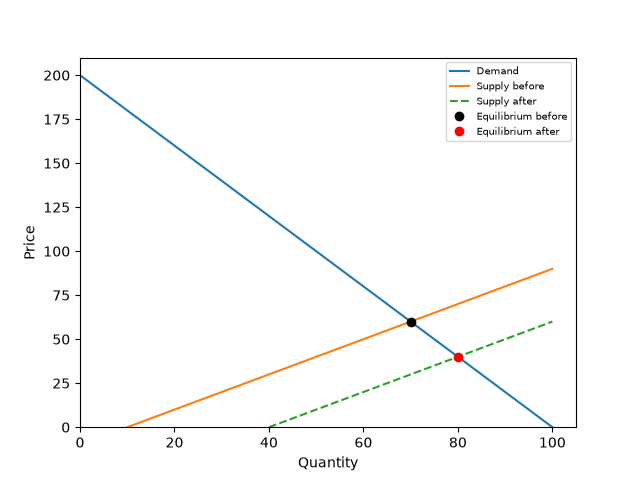 Demand
Supply before
Supply after
Equilibrium before
Equilibrium after
200
175
150
125
100
75
50
25
0
Price
0 20 40 60 80 100
Quantity